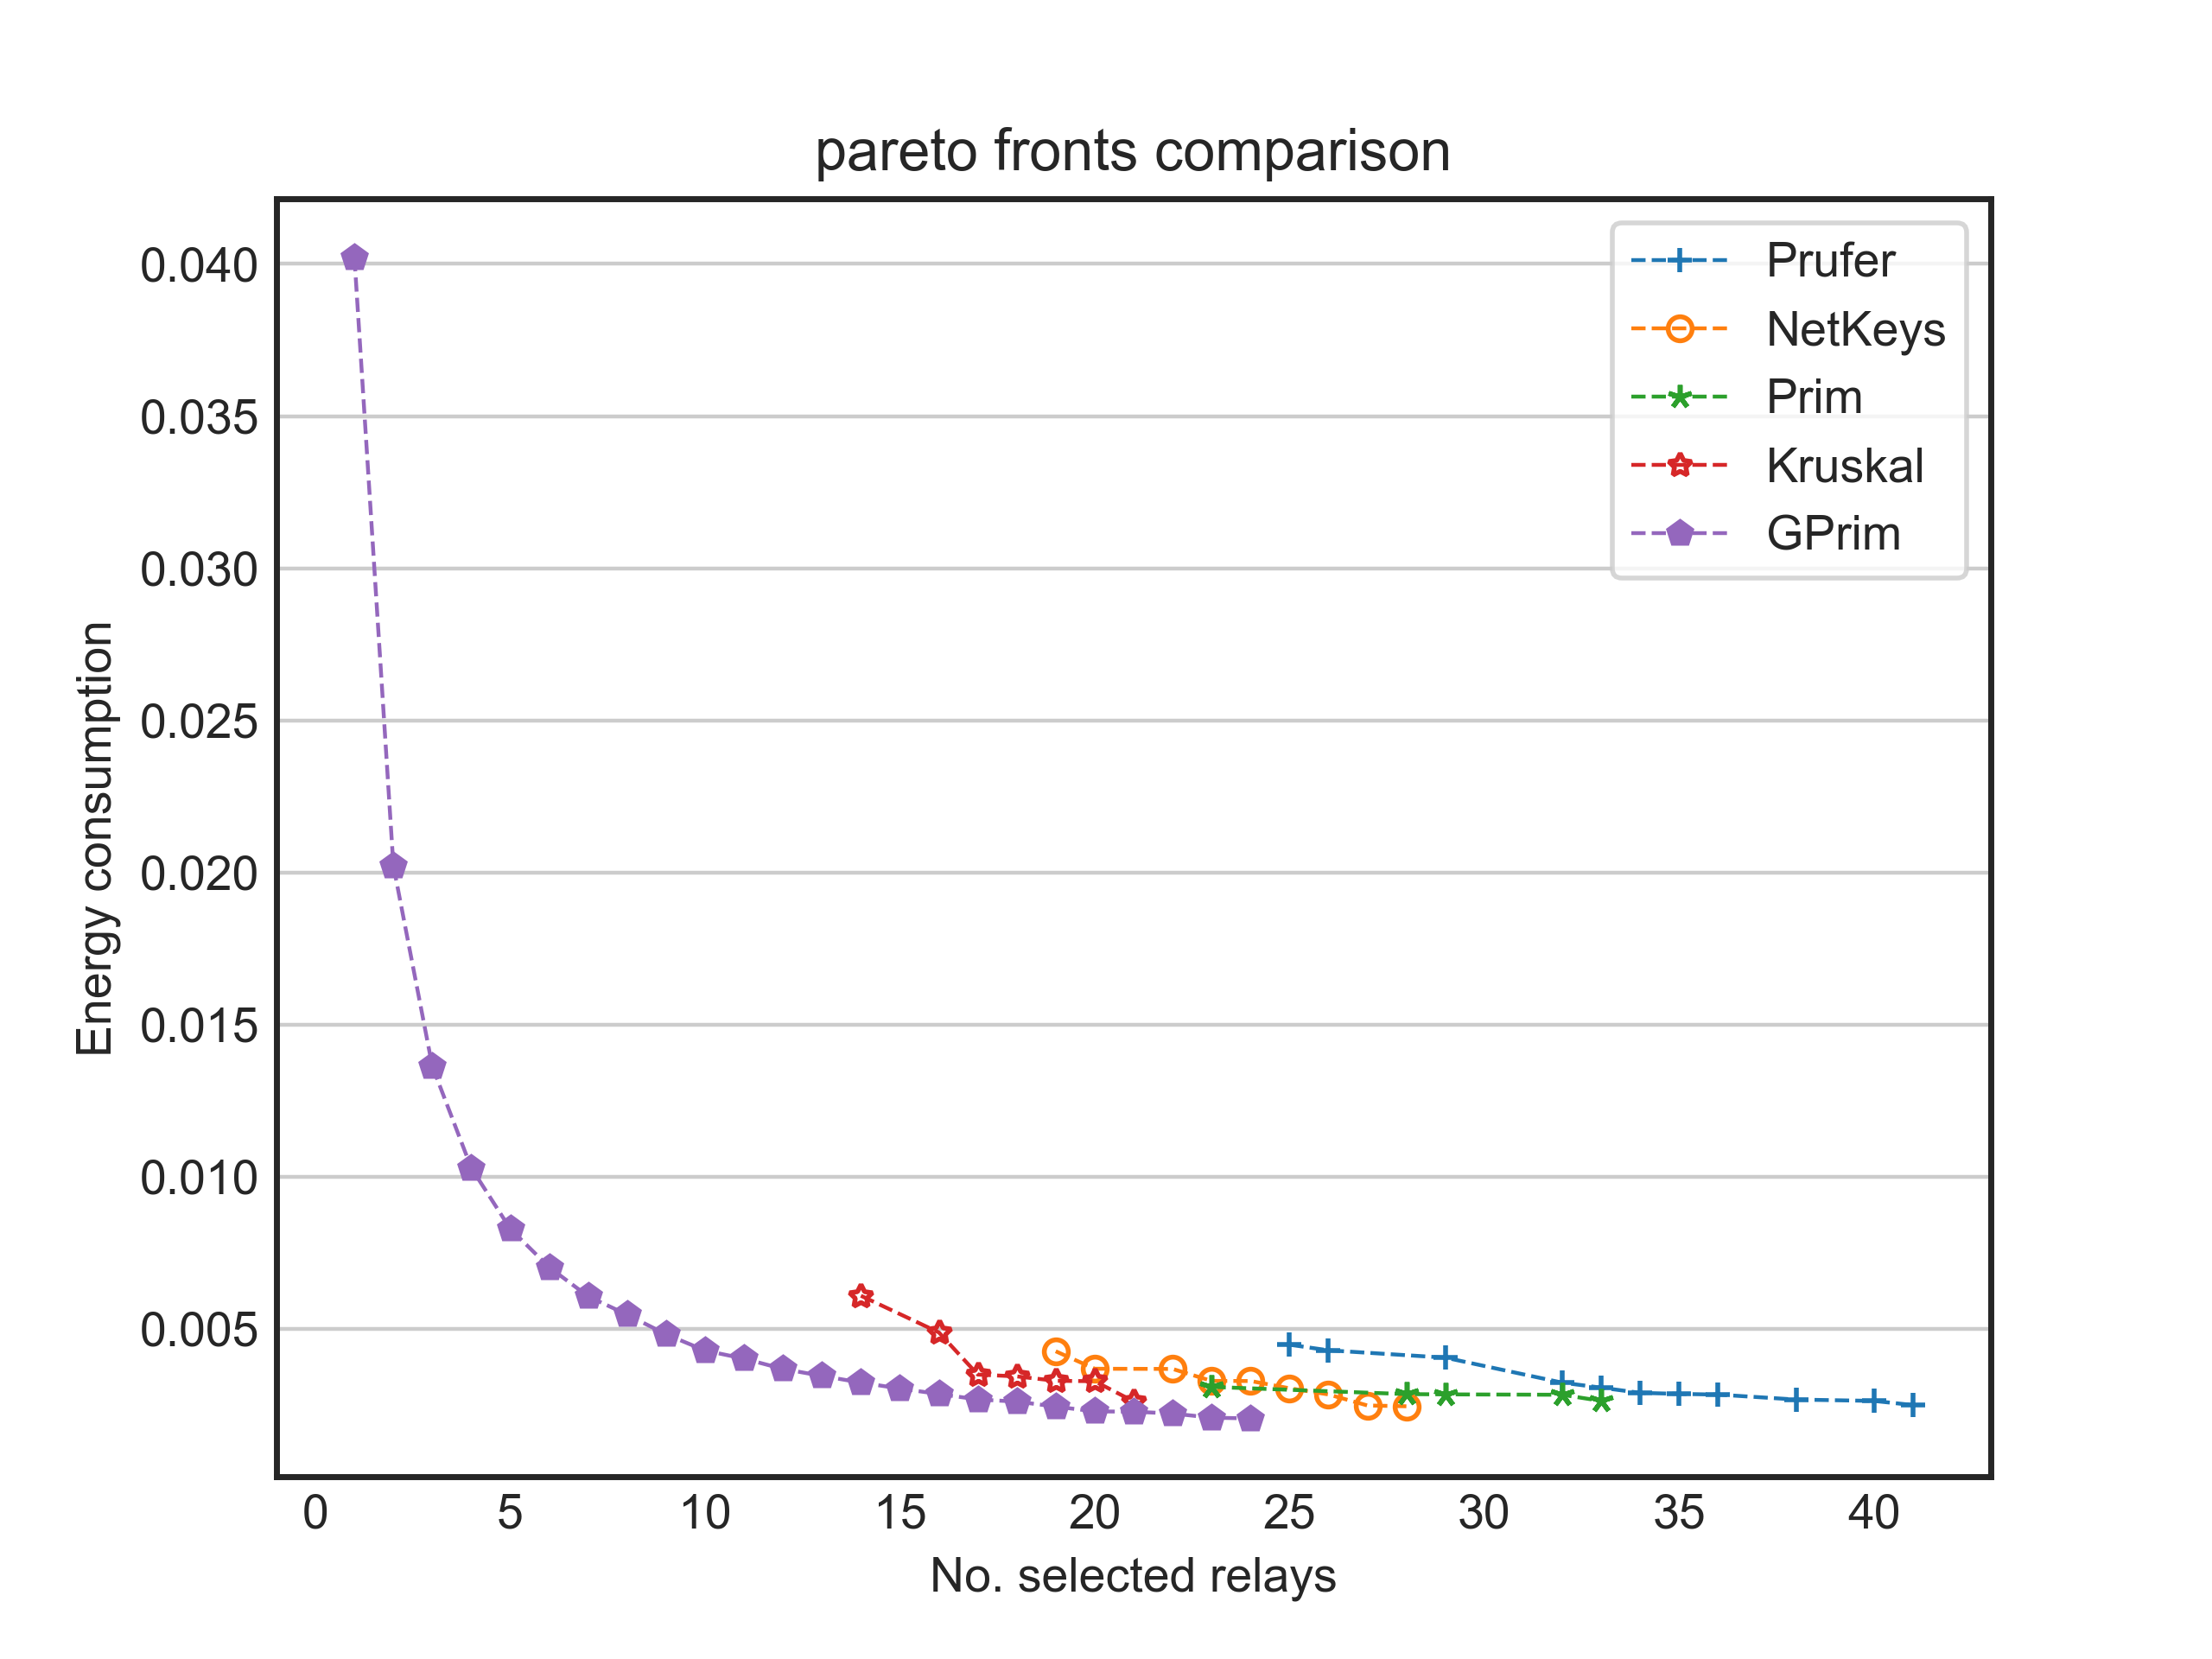 pareto fronts comparison
0.040
0.035
0.030
0.025
0.020
0.015
0.010
0.005
Energy consumption
Prufer
NetKeys
Prim
Kruskal
GPrim
0 5 10 15 20 25 30 35 40
No. selected relays